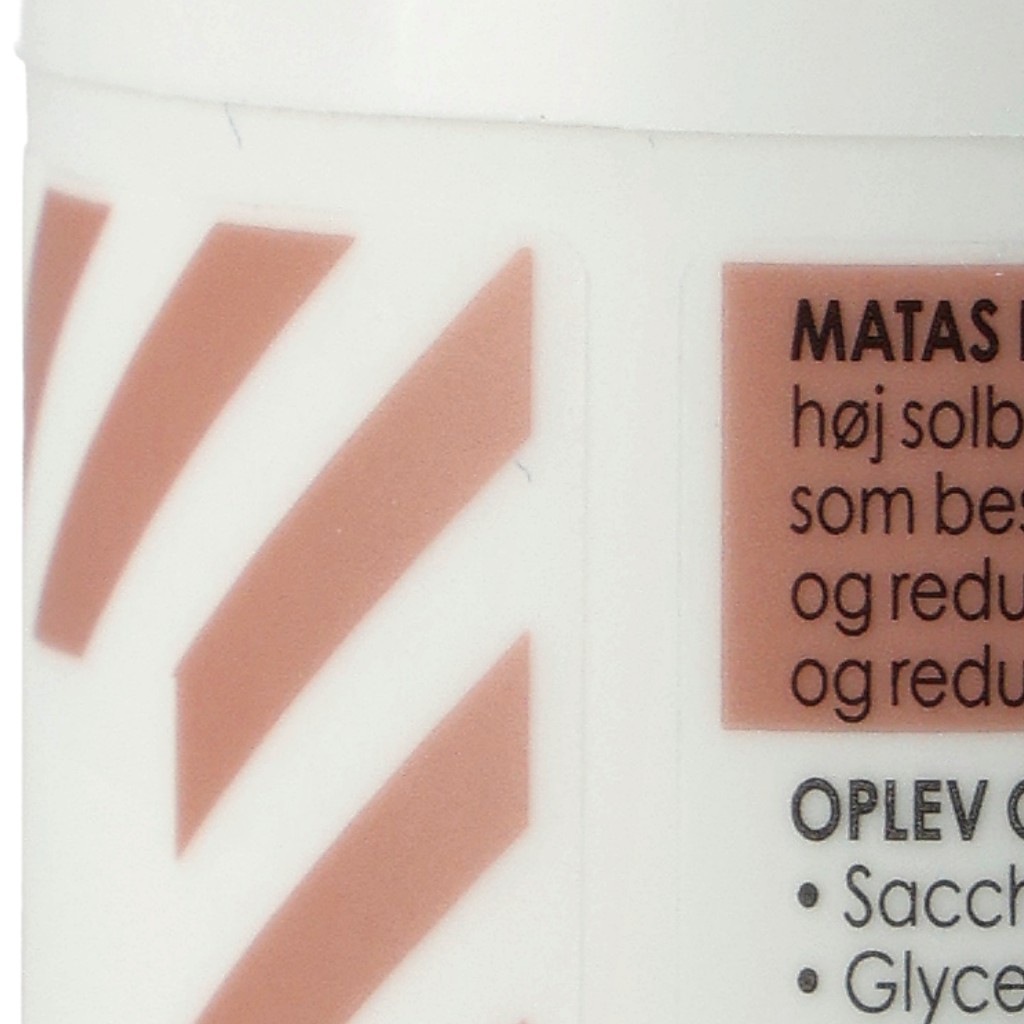 MATAS
høj solb
som bes
og redu
og redu
OPLEV
• Sacch
• Glyce